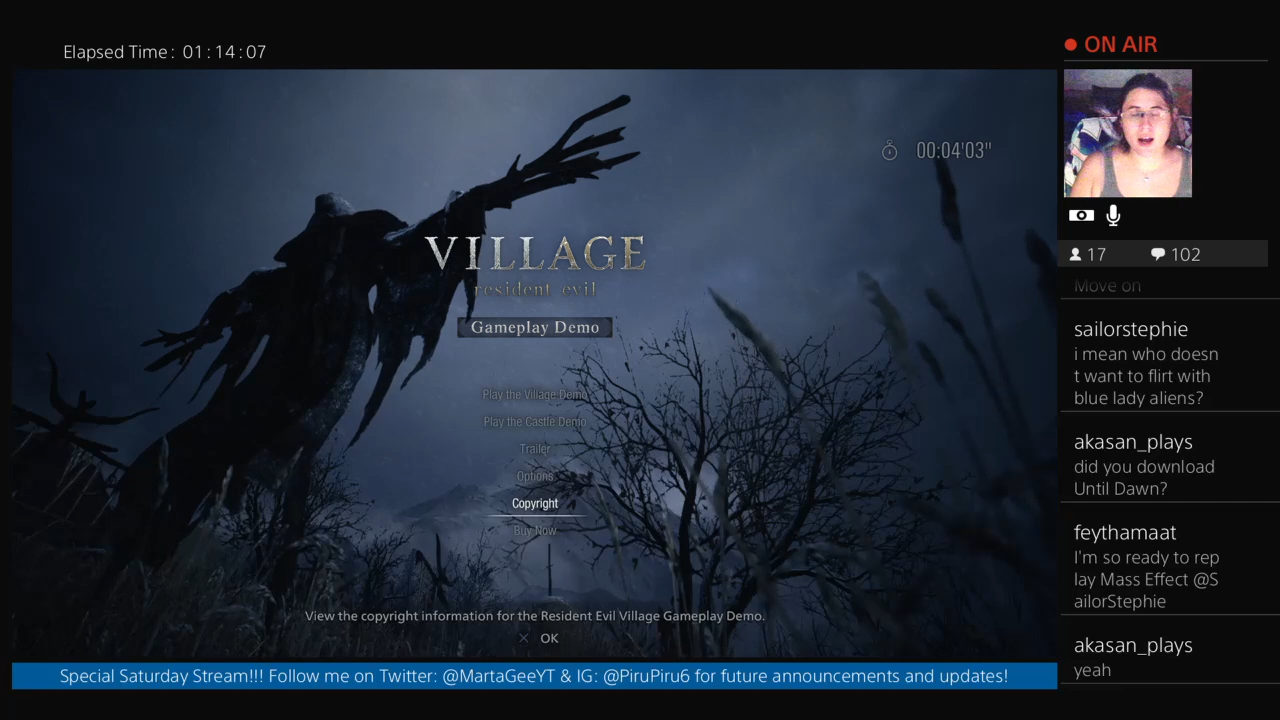 Elapsed Time: 01:14:07
ON AIR
00:04'03"
VILLAGE
resident evil
Gameplay Demo
Play the Village Demo
Play the Castle Demo
Trailer
Options
Copyright
Buy Now
View the copyright information for the Resident Evil Village Gameplay Demo.
OK
Special Saturday Stream!!! Follow me on Twitter: @MartaGeeYT & IG: @PiruPiru6 for future announcements and updates!
17 102
Move on
sailorstephie
i mean who doesn
t want to flirt with
blue lady aliens?
akasan_plays
did you download
Until Dawn?
feythamaat
I'm so ready to rep
lay Mass Effect @S
ailorStephie
akasan_plays
yeah